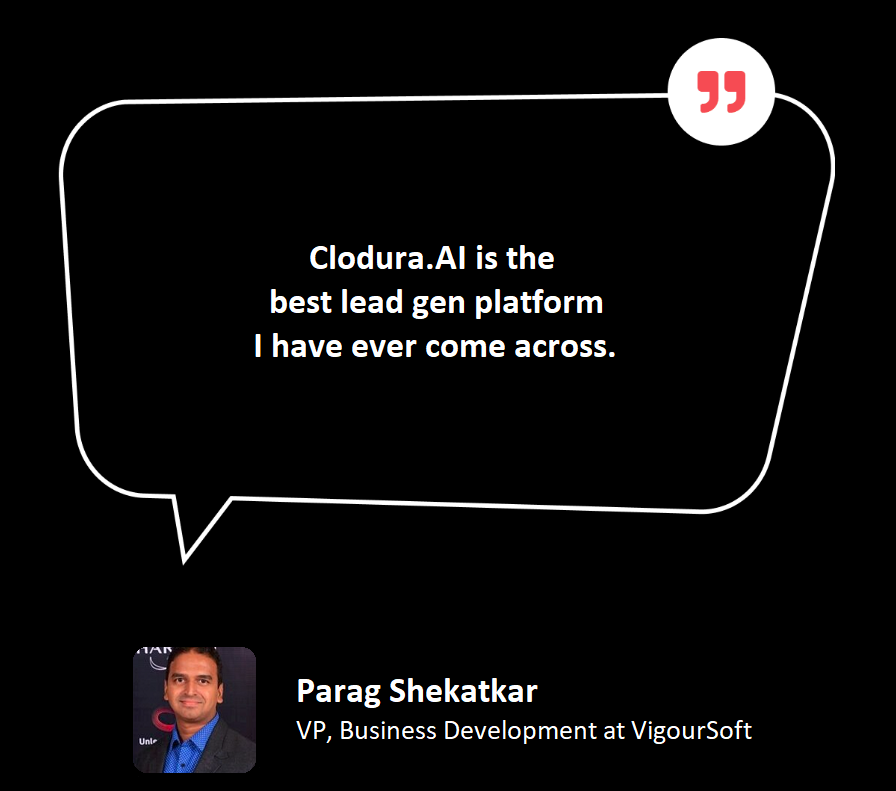 Clodura.AI is the
best lead gen platform
I have ever come across.
Parag Shekatkar
VP, Business Development at VigourSoft